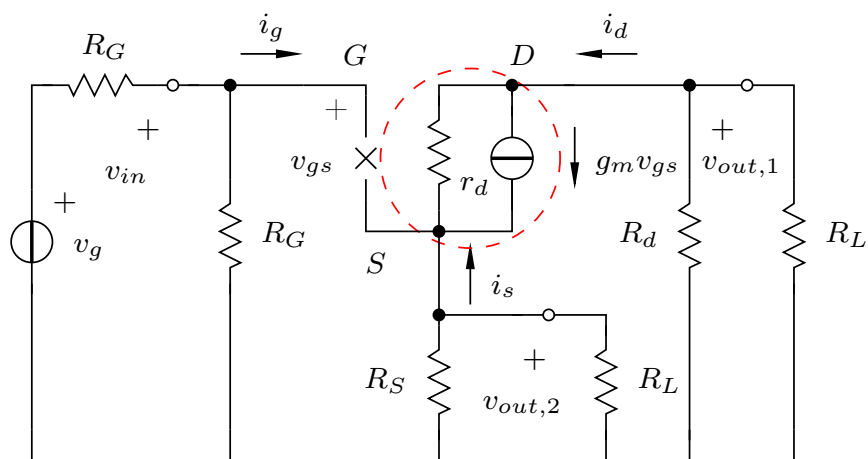 i_g
i_d
R_G
G
D
+
+
+
v_in
v_gs
r_d
g_m v_gs
v_out,1
+
v_g
R_G
R_d
R_L
S
i_s
R_S
+
v_out,2
R_L